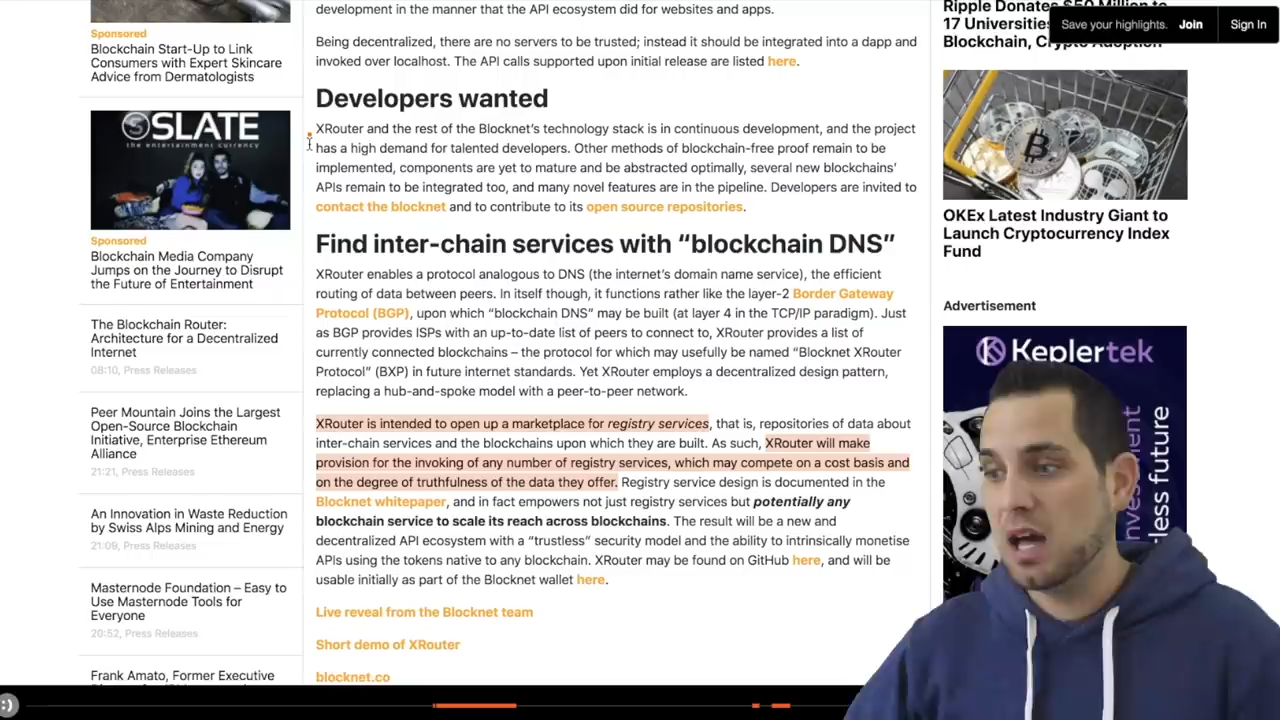 Sponsored
Blockchain Start-Up to Link
Consumers with Expert Skincare
Advice from Dermatologists
SLATE
the entertainment currency
Sponsored
Blockchain Media Company
Jumps on the Journey to Disrupt
the Future of Entertainment
The Blockchain Router:
Architecture for a Decentralized
Internet
08:10, Press Releases
Peer Mountain Joins the Largest
Open-Source Blockchain
Initiative, Enterprise Ethereum
Alliance
21:21, Press Releases
An Innovation in Waste Reduction
by Swiss Alps Mining and Energy
21:09, Press Releases
Masternode Foundation – Easy to
Use Masternode Tools for
Everyone
20:52, Press Releases
Frank Amato, Former Executive
development in the manner that the API ecosystem did for websites and apps.
Being decentralized, there are no servers to be trusted; instead it should be integrated into a dapp and
invoked over localhost. The API calls supported upon initial release are listed here.
Developers wanted
XRouter and the rest of the Blocknet's technology stack is in continuous development, and the project
has a high demand for talented developers. Other methods of blockchain-free proof remain to be
implemented, components are yet to mature and be abstracted optimally, several new blockchains'
APIs remain to be integrated too, and many novel features are in the pipeline. Developers are invited to
contact the blocknet and to contribute to its open source repositories.
Find inter-chain services with “blockchain DNS”
XRouter enables a protocol analogous to DNS (the internet's domain name service), the efficient
routing of data between peers. In itself though, it functions rather like the layer-2 Border Gateway
Protocol (BGP), upon which “blockchain DNS” may be built (at layer 4 in the TCP/IP paradigm). Just
as BGP provides ISPs with an up-to-date list of peers to connect to, XRouter provides a list of
currently connected blockchains – the protocol for which may usefully be named “Blocknet XRouter
Protocol” (BXP) in future internet standards. Yet XRouter employs a decentralized design pattern,
replacing a hub-and-spoke model with a peer-to-peer network.
XRouter is intended to open up a marketplace for registry services, that is, repositories of data about
inter-chain services and the blockchains upon which they are built. As such, XRouter will make
provision for the invoking of any number of registry services, which may compete on a cost basis and
on the degree of truthfulness of the data they offer. Registry service design is documented in the
Blocknet whitepaper, and in fact empowers not just registry services but potentially any
blockchain service to scale its reach across blockchains. The result will be a new and
decentralized API ecosystem with a “trustless” security model and the ability to intrinsically monetise
APIs using the tokens native to any blockchain. XRouter may be found on GitHub here, and will be
usable initially as part of the Blocknet wallet here.
Live reveal from the Blocknet team
Short demo of XRouter
blocknet.co
Ripple Donates $50 Million to
17 Universities
Blockchain, Crypto Adoption
Save your highlights. Join Sign In
OKEx Latest Industry Giant to
Launch Cryptocurrency Index
Fund
Advertisement
Keplertek